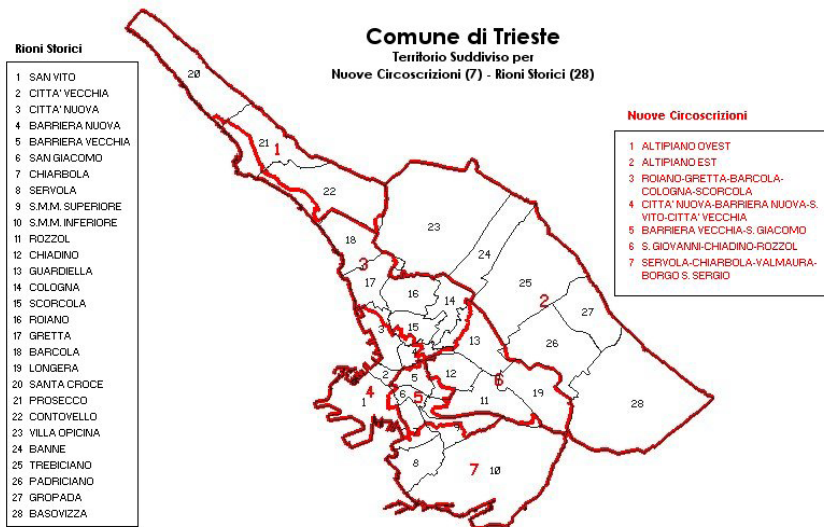 Comune di Trieste
Territorio Suddiviso per
Nuove Circoscrizioni (7) - Rioni Storici (28)
Rioni Storici
1 SAN VITO
2 CITTA' VECCHIA
3 CITTA' NUOVA
4 BARRIERA NUOVA
5 BARRIERA VECCHIA
6 SAN GIACOMO
7 CHIARBOLA
8 SERVOLA
9 S.M.M. SUPERIORE
10 S.M.M. INFERIORE
11 ROZZOL
12 CHIADINO
13 GUARDIELLA
14 COLOGNA
15 SCORCOLA
16 ROIANO
17 GRETTA
18 BARCOLA
19 LONGERA
20 SANTA CROCE
21 PROSECCO
22 CONTOVELLO
23 VILLA OPICINA
24 BANNE
25 TREBICIANO
26 PADRICIANO
27 GROPADA
28 BASOVIZZA
Nuove Circoscrizioni
1 ALTIPIANO OVEST
2 ALTIPIANO EST
3 ROIANO-GRETTA-BARCOLA-
COLOGNA-SCORCOLA
4 CITTA' NUOVA-BARRIERA NUOVA-S.
VITO-CITTA' VECCHIA
5 BARRIERA VECCHIA-S. GIACOMO
6 S. GIOVANNI-CHIADINO-ROZZOL
7 SERVOLA-CHIARBOLA-VALMAURA-
BORGO S. SERGIO
20
21
1
22
23
18
3
24
17
16
25
14
2
27
15
3
13
26
4
2
5
12
6
19
4
6
5
11
1
28
7
9
8
7
10